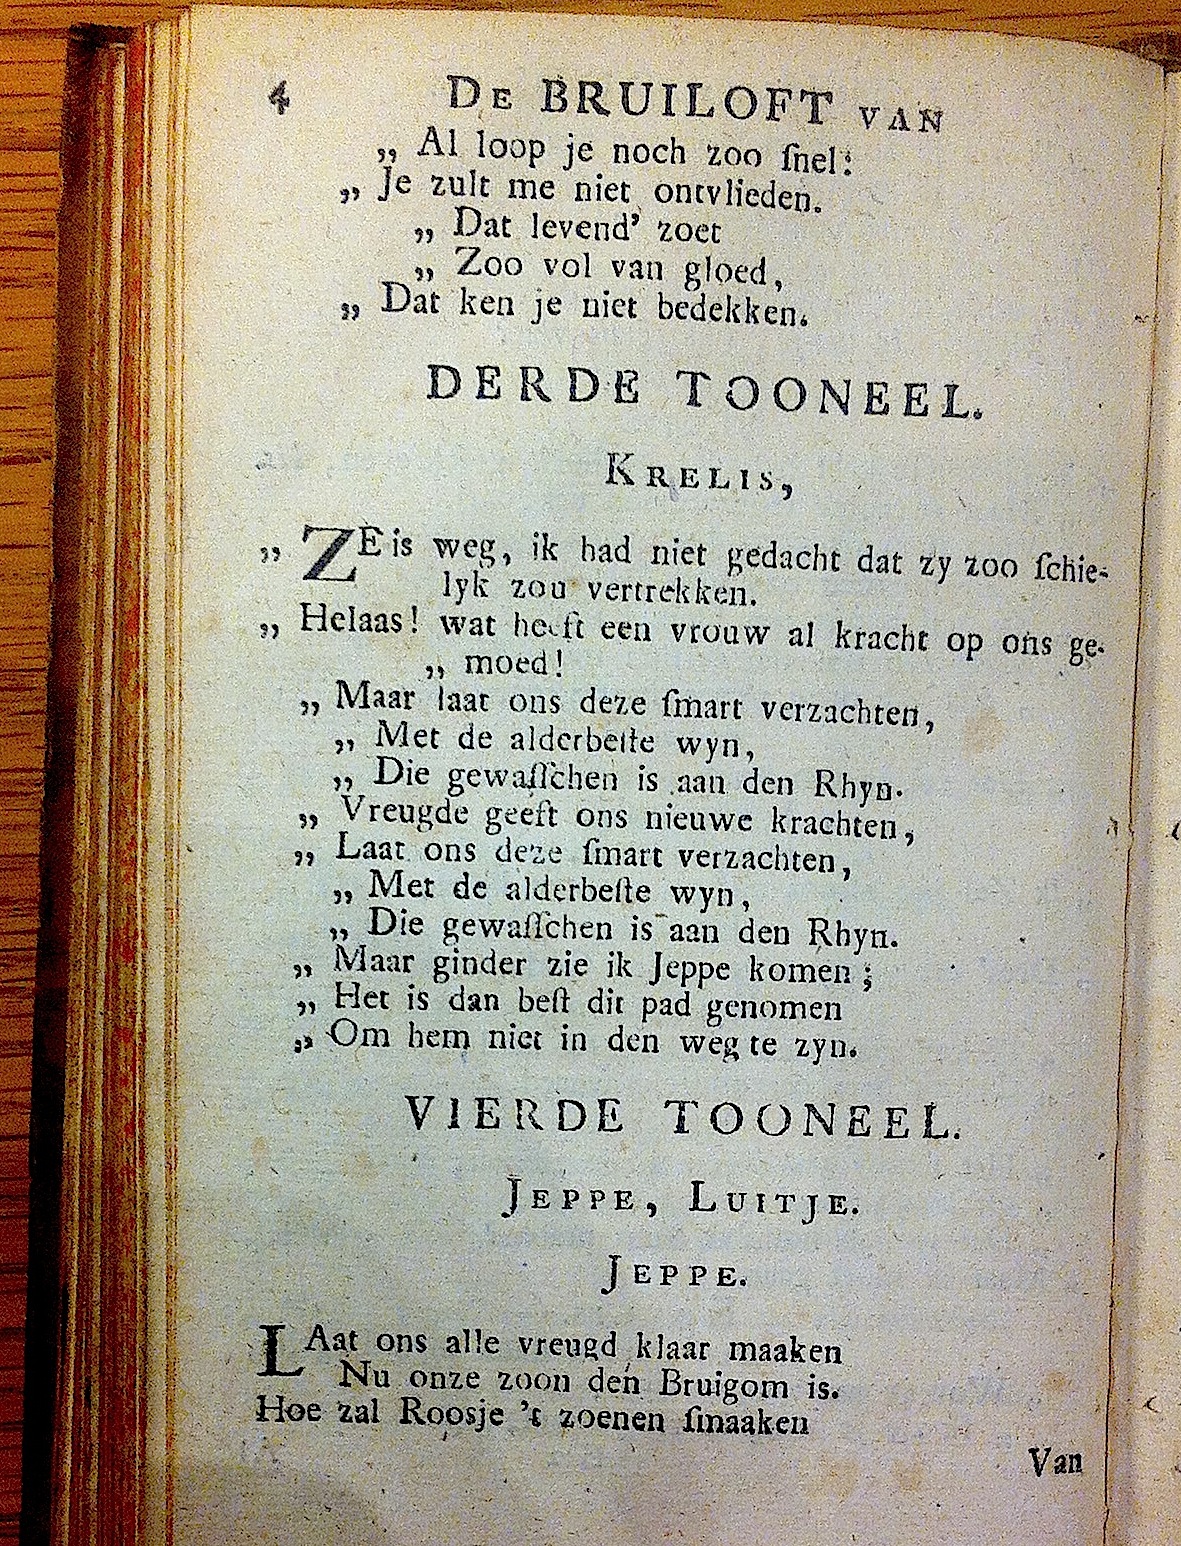 4 De BRUILOFT VAN
„ Al loop je noch zoo ſnel:
„ Je zult me niet ontvlieden.
„ Dat levend’ zoet
„ Zoo vol van gloed,
„ Dat ken je niet bedekken.
DERDE TOONEEL.
KRELIS,
„ ZE is weg, ik had niet gedacht dat zy zoo ſchie-
lyk zou vertrekken.
„ Helaas! wat heeft een vrouw al kracht op ons ge-
„ moed!
„ Maar laat ons deze ſmart verzachten,
„ Met de alderbeſte wyn,
„ Die gewaſſchen is aan den Rhyn.
„ Vreugde geeft ons nieuwe krachten,
„ Laat ons deze ſmart verzachten,
„ Met de alderbeſte wyn,
„ Die gewaſſchen is aan den Rhyn.
„ Maar ginder zie ik Jeppe komen;
„ Het is dan beſt dit pad genomen
„ Om hem niet in den weg te zyn.
VIERDE TOONEEL.
JEPPE, LUITJE.
JEPPE.
LAat ons alle vreugd klaar maaken
Nu onze zoon den Bruigom is.
Hoe zal Roosje ’t zoenen ſmaaken
Van